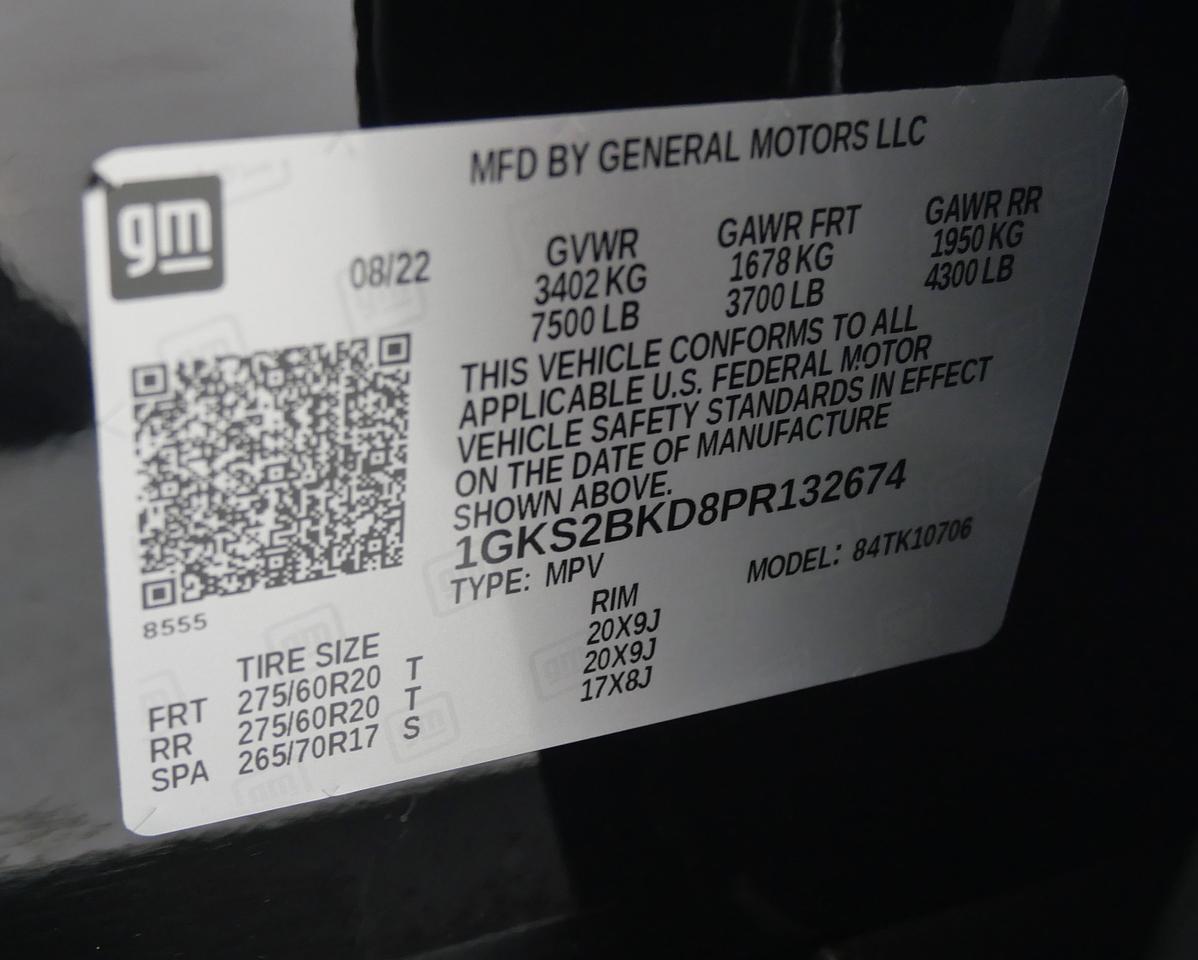 MFD BY GENERAL MOTORS LLC
gm
08/22 GVWR GAWR FRT GAWR RR
3402 KG 1678 KG 1950 KG
7500 LB 3700 LB 4300 LB
THIS VEHICLE CONFORMS TO ALL
APPLICABLE U.S. FEDERAL MOTOR
VEHICLE SAFETY STANDARDS IN EFFECT
ON THE DATE OF MANUFACTURE
SHOWN ABOVE.
1GKS2BKD8PR132674
TYPE: MPV MODEL: 84TK10706
8555
TIRE SIZE RIM
FRT 275/60R20 T 20X9J
RR 275/60R20 T 20X9J
SPA 265/70R17 S 17X8J